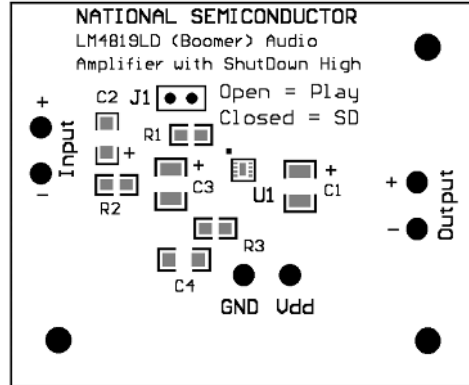 NATIONAL SEMICONDUCTOR
LM4819LD (Boomer) Audio
Amplifier with ShutDown High
C2 J1 Open = Play
Closed = SD
+
Input
-
R1
+
R2
+
C3
U1
+
C1
+
Output
-
R3
C4
GND Vdd